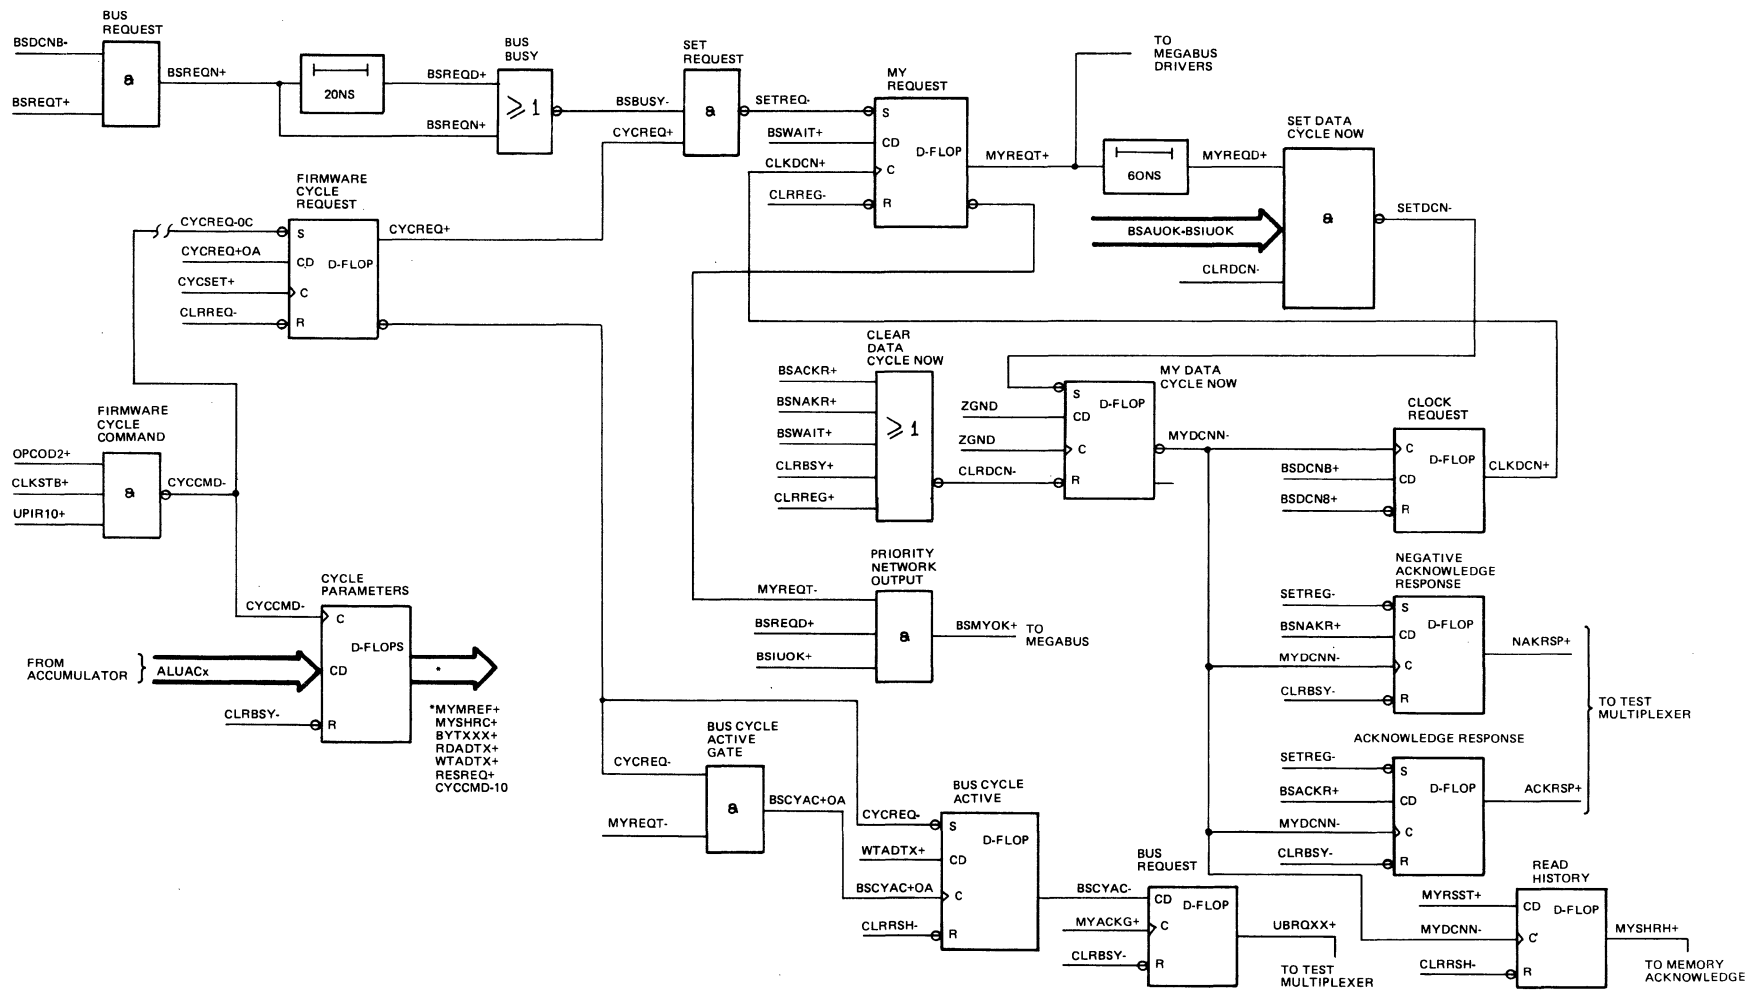 BUS
REQUEST
BSDCNB-
BSREQT+
a
BSREQN+
20NS
BSREQD+
BSREQN+
BUS
BUSY
≥1
BSBUSY-
CYCREQ+
SET
REQUEST
a
SETREQ-
BSWAIT+
CLKDCN+
CLRREG-
MY
REQUEST
S
CD
D-FLOP
C
R
MYREQT+
TO
MEGABUS
DRIVERS
60NS
MYREQD+
BSAUOK-BSIUOK
CLRDCN-
SET DATA
CYCLE NOW
a
SETDCN-
FIRMWARE
CYCLE
REQUEST
CYCREQ-0C
CYCREQ+0A
CYCSET+
CLRREQ-
S
CD
D-FLOP
C
R
CYCREQ+
FIRMWARE
CYCLE
COMMAND
OPCOD2+
CLKSTB+
UPIR10+
a
CYCCMD-
CLEAR
DATA
CYCLE NOW
BSACKR+
BSNAKR+
BSWAIT+
CLRBSY+
CLRREG+
≥1
CLRDCN-
ZGND
ZGND
MY DATA
CYCLE NOW
S
D-FLOP
CD
C
R
MYDCNN-
CLOCK
REQUEST
BSDCNB+
BSDCN8+
C
D-FLOP
CD
R
CLKDCN+
PRIORITY
NETWORK
OUTPUT
MYREQT-
BSREQD+
BSIUOK+
a
BSMYOK+
TO
MEGABUS
NEGATIVE
ACKNOWLEDGE
RESPONSE
SETREG-
BSNAKR+
MYDCNN-
CLRBSY-
S
D-FLOP
CD
C
R
NAKRSP+
TO TEST
MULTIPLEXER
CYCLE
PARAMETERS
CYCCMD-
FROM
ACCUMULATOR
ALUACx
CLRBSY-
C
D-FLOPS
CD
R
*
*MYMREF+
MYSHRC+
BYTXXX+
RDADTX+
WTADTX+
RESREQ+
CYCCMD-10
BUS CYCLE
ACTIVE
GATE
CYCREQ-
MYREQT-
a
BSCYAC+0A
BUS CYCLE
ACTIVE
CYCREQ-
WTADTX+
BSCYAC+0A
CLRRSH-
S
D-FLOP
CD
C
R
BSCYAC-
MYACKG+
CLRBSY-
BUS
REQUEST
CD
D-FLOP
C
R
UBRQXX+
TO TEST
MULTIPLEXER
ACKNOWLEDGE RESPONSE
SETREG-
BSACKR+
MYDCNN-
CLRBSY-
S
D-FLOP
CD
C
R
ACKRSP+
READ
HISTORY
MYRSST+
MYDCNN-
CLRRSH-
CD
D-FLOP
C
R
MYSHRH+
TO MEMORY
ACKNOWLEDGE